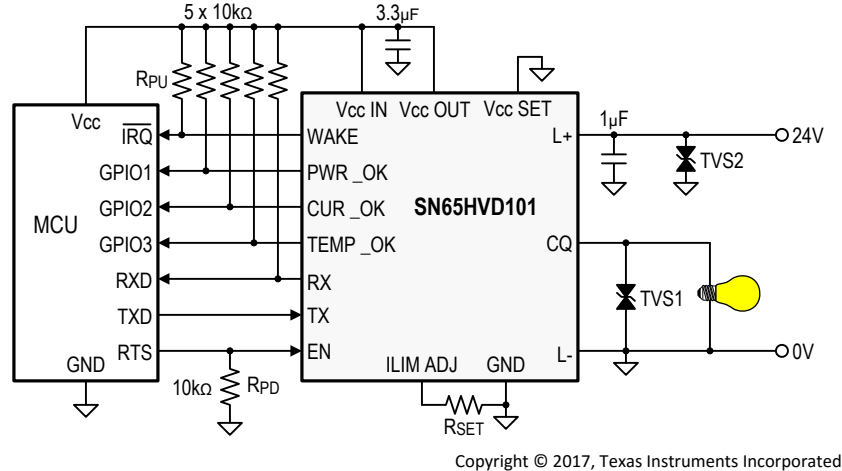 5 x 10kΩ
3.3µF
RPU
Vcc
Vcc IN
Vcc OUT
Vcc SET
1µF
IRQ
WAKE
L+
24V
GPIO1
PWR _OK
TVS2
GPIO2
CUR _OK
SN65HVD101
MCU
GPIO3
TEMP _OK
CQ
RXD
RX
TVS1
TXD
TX
RTS
EN
L-
0V
GND
ILIM ADJ
GND
10kΩ
RPD
RSET
Copyright © 2017, Texas Instruments Incorporated